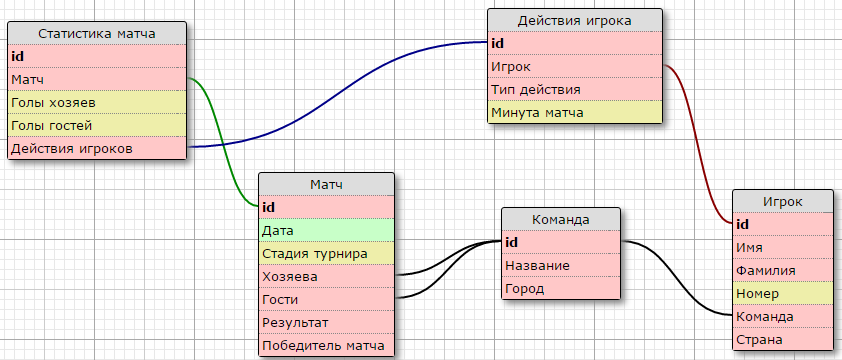 Статистика матча
id
Матч
Голы хозяев
Голы гостей
Действия игроков
Действия игрока
id
Игрок
Тип действия
Минута матча
Матч
id
Дата
Стадия турнира
Хозяева
Гости
Результат
Победитель матча
Команда
id
Название
Город
Игрок
id
Имя
Фамилия
Номер
Команда
Страна